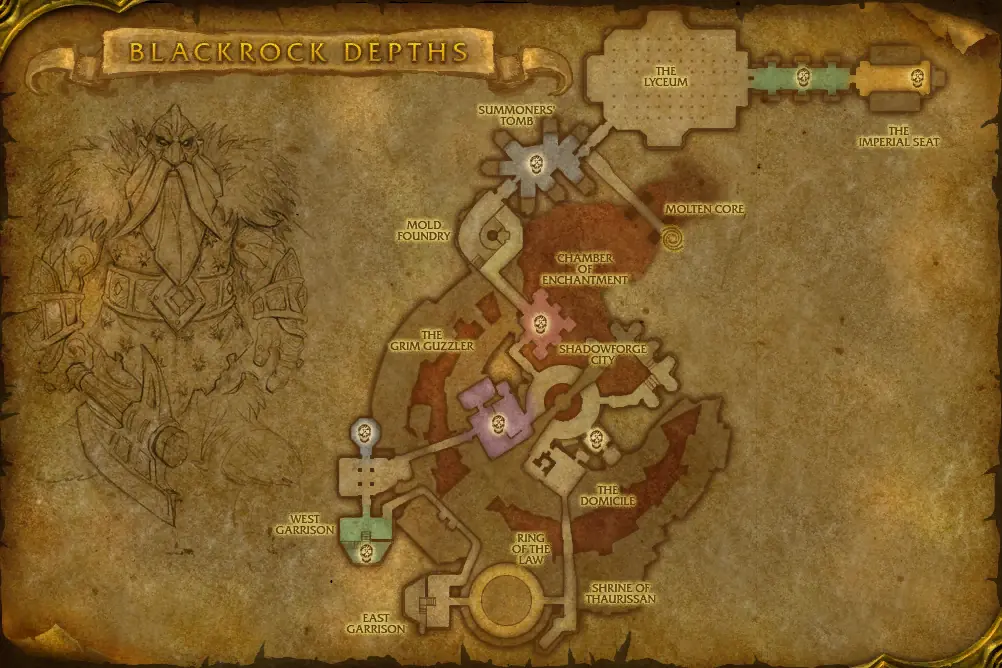 BLACKROCK DEPTHS
THE
LYCEUM
SUMMONERS'
TOMB
THE
IMPERIAL SEAT
MOLTEN CORE
MOLD
FOUNDRY
CHAMBER
OF
ENCHANTMENT
THE
GRIM GUZZLER
SHADOWFORGE
CITY
THE
DOMICILE
WEST
GARRISON
RING
OF THE
LAW
SHRINE OF
THAURISSAN
EAST
GARRISON